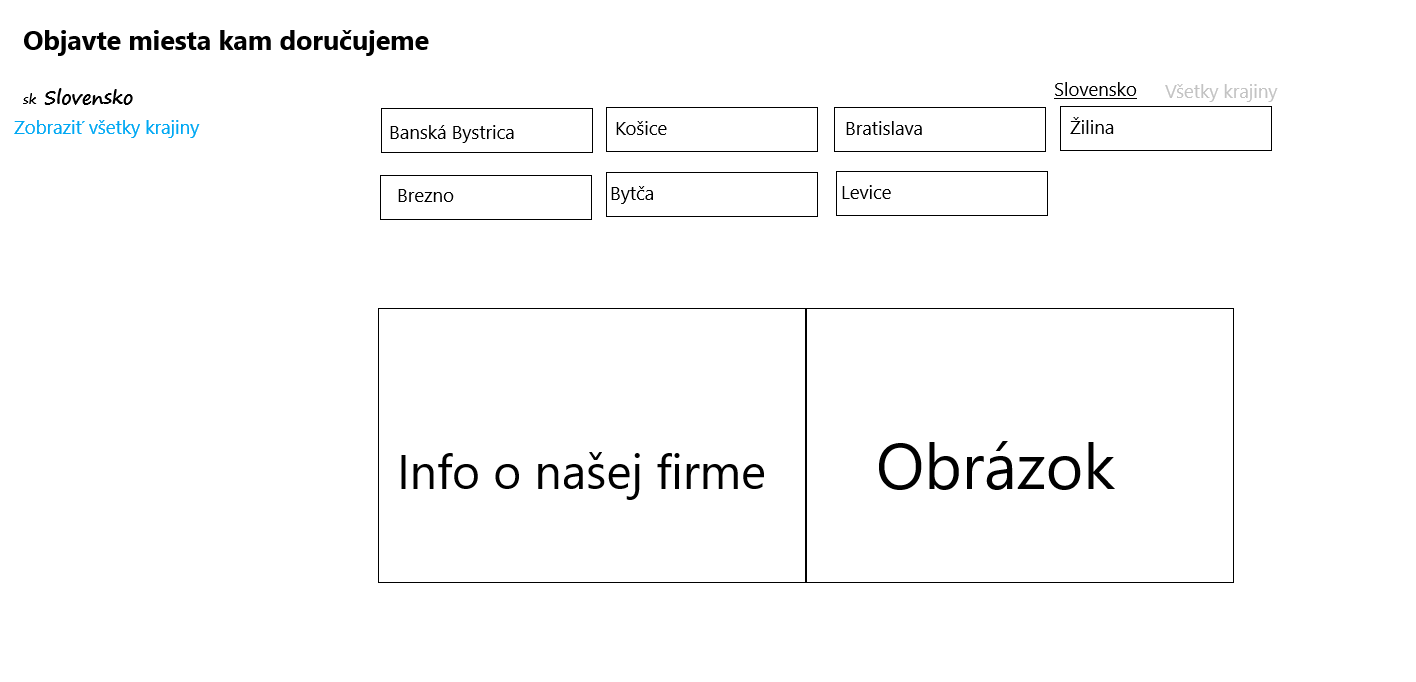 Objavte miesta kam doručujeme
sk Slovensko
Zobraziť všetky krajiny
Slovensko Všetky krajiny
Banská Bystrica Košice Bratislava Žilina
Brezno Bytča Levice
Info o našej firme Obrázok